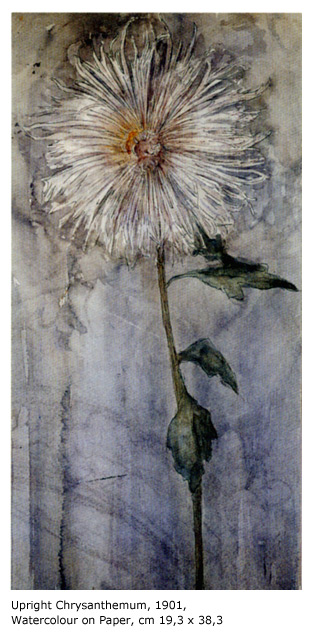 Upright Chrysanthemum, 1901,
Watercolour on Paper, cm 19,3 x 38,3